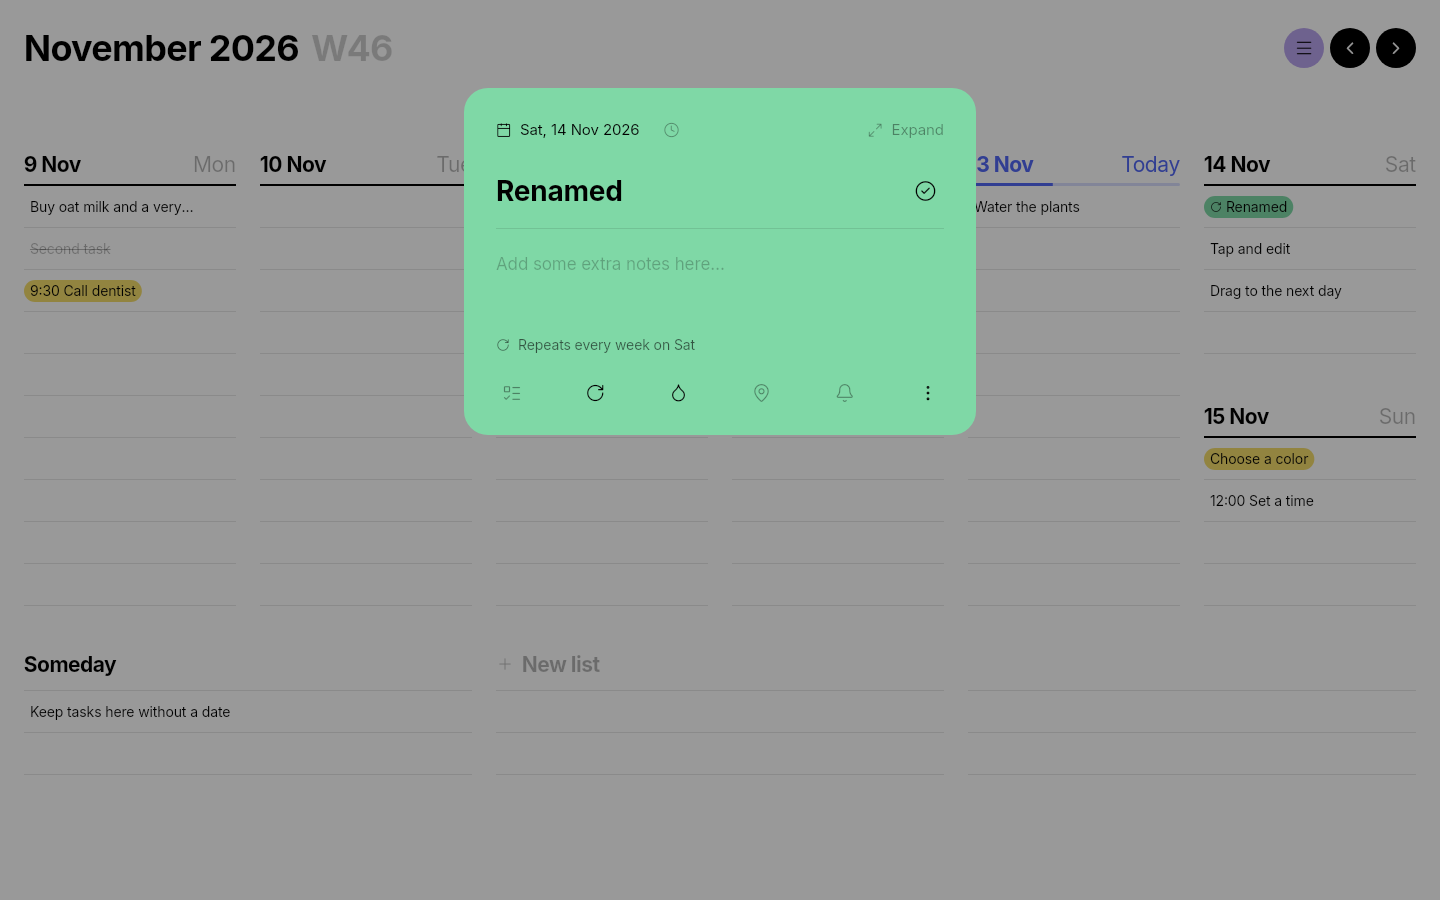 November 2026 W46
Sat, 14 Nov 2026
Expand
Renamed
Add some extra notes here...
Repeats every week on Sat
9 Nov Mon
Buy oat milk and a very...
Second task
9:30 Call dentist
10 Nov Tue
3 Nov Today
Water the plants
14 Nov Sat
Renamed
Tap and edit
Drag to the next day
15 Nov Sun
Choose a color
12:00 Set a time
Someday
Keep tasks here without a date
New list